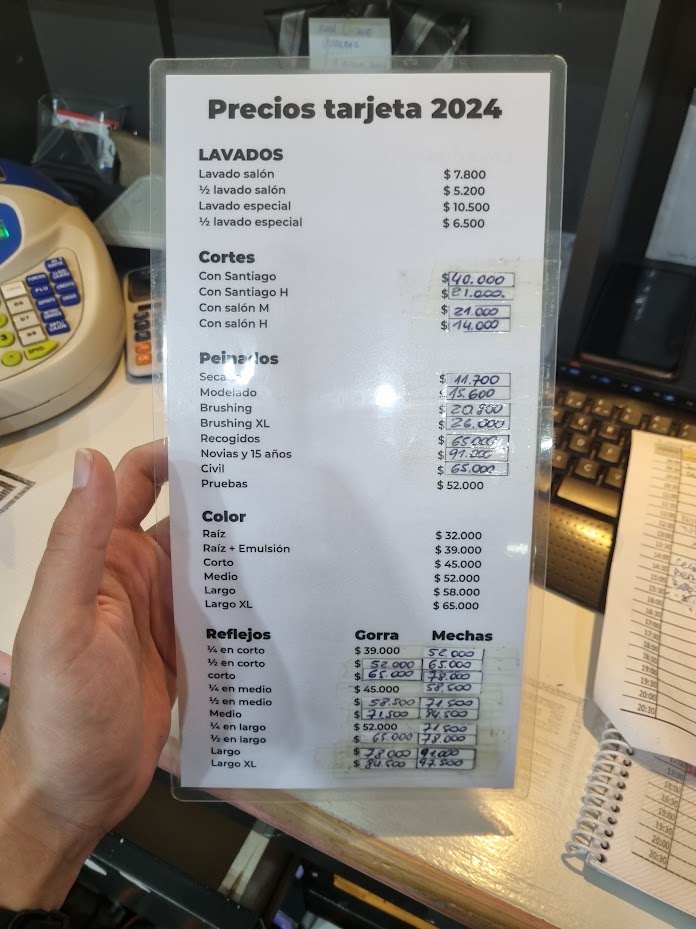 Precios tarjeta 2024
LAVADOS
Lavado salón $ 7.800
½ lavado salón $ 5.200
Lavado especial $ 10.500
½ lavado especial $ 6.500
Cortes
Con Santiago $ 40.000
Con Santiago H $ 21.000
Con salón M $ 21.000
Con salón H $ 14.000
Peinados
$ 11.700
Modelado $ 15.600
Brushing $ 20.800
Brushing XL $ 26.000
Recogidos $ 65.000
Novias y 15 años $ 91.000
Civil $ 65.000
Pruebas $ 52.000
Color
Raíz $ 32.000
Raíz + Emulsión $ 39.000
Corto $ 45.000
Medio $ 52.000
Largo $ 58.000
Largo XL $ 65.000
Reflejos Gorra Mechas
¼ en corto $ 39.000 52.000
½ en corto $ 52.000 65.000
corto $ 65.000 78.000
¼ en medio $ 45.000 58.500
½ en medio $ 58.500 71.500
Medio $ 71.500 84.500
¼ en largo $ 52.000 71.500
½ en largo $ 65.000 78.000
Largo $ 78.000 91.000
Largo XL $ 84.500 97.500
19:30
20:00
20:30